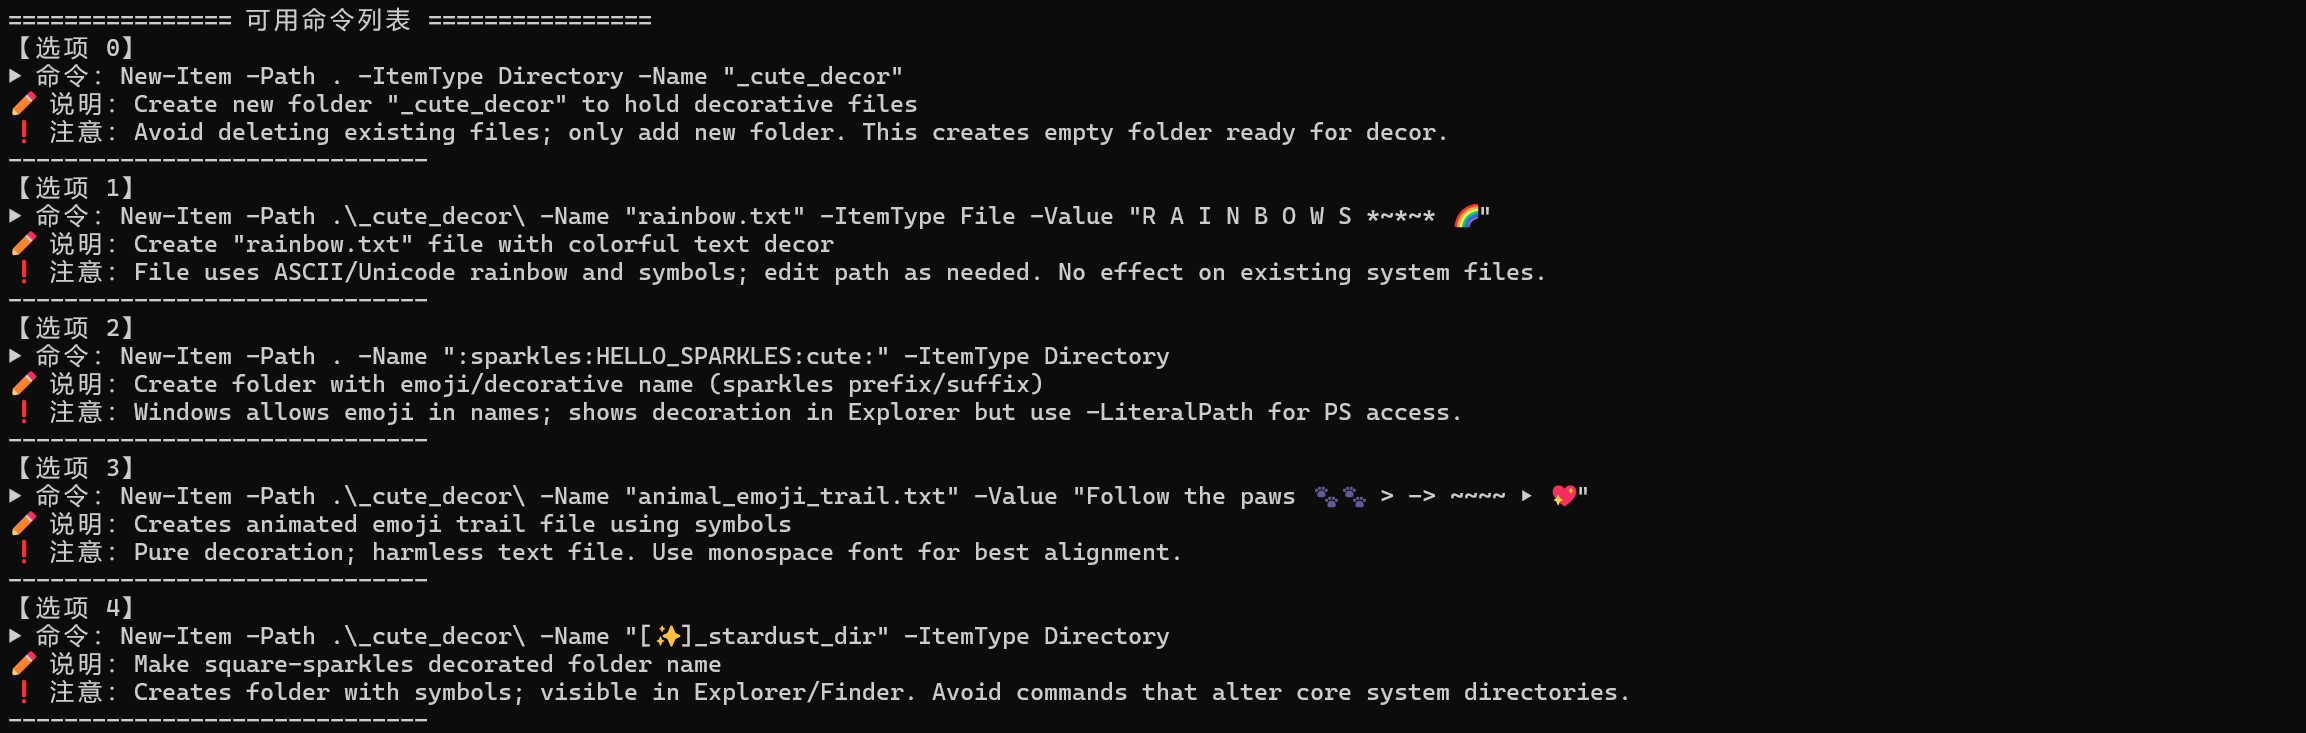 ================ 可用命令列表 ================
【选项 0】
▶ 命令: New-Item -Path . -ItemType Directory -Name "_cute_decor"
✏️ 说明: Create new folder "_cute_decor" to hold decorative files
❗ 注意: Avoid deleting existing files; only add new folder. This creates empty folder ready for decor.
------------------------------
【选项 1】
▶ 命令: New-Item -Path .\_cute_decor\ -Name "rainbow.txt" -ItemType File -Value "R A I N B O W S *~*~* 🌈"
✏️ 说明: Create "rainbow.txt" file with colorful text decor
❗ 注意: File uses ASCII/Unicode rainbow and symbols; edit path as needed. No effect on existing system files.
------------------------------
【选项 2】
▶ 命令: New-Item -Path . -Name ":sparkles:HELLO_SPARKLES:cute:" -ItemType Directory
✏️ 说明: Create folder with emoji/decorative name (sparkles prefix/suffix)
❗ 注意: Windows allows emoji in names; shows decoration in Explorer but use -LiteralPath for PS access.
------------------------------
【选项 3】
▶ 命令: New-Item -Path .\_cute_decor\ -Name "animal_emoji_trail.txt" -Value "Follow the paws 🐾🐾 > -> ~~~~ ▶ 💖"
✏️ 说明: Creates animated emoji trail file using symbols
❗ 注意: Pure decoration; harmless text file. Use monospace font for best alignment.
------------------------------
【选项 4】
▶ 命令: New-Item -Path .\_cute_decor\ -Name "[✨]_stardust_dir" -ItemType Directory
✏️ 说明: Make square-sparkles decorated folder name
❗ 注意: Creates folder with symbols; visible in Explorer/Finder. Avoid commands that alter core system directories.
------------------------------